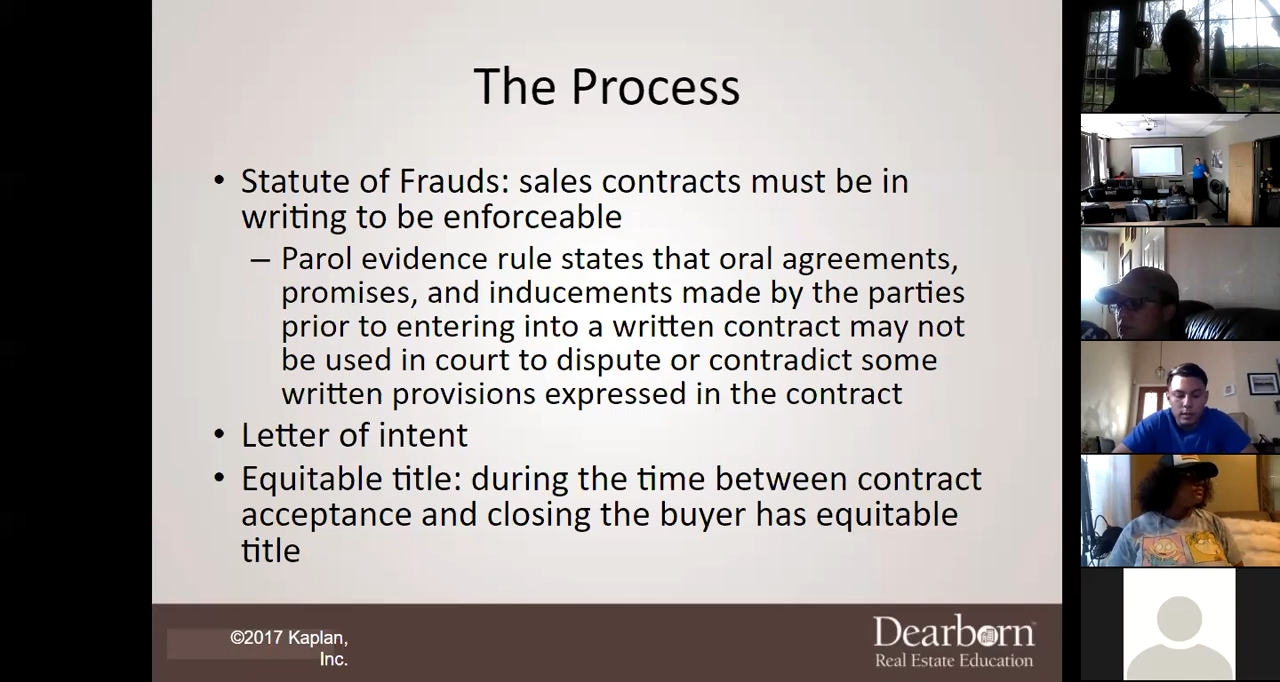 The Process
• Statute of Frauds: sales contracts must be in
writing to be enforceable
– Parol evidence rule states that oral agreements,
promises, and inducements made by the parties
prior to entering into a written contract may not
be used in court to dispute or contradict some
written provisions expressed in the contract
• Letter of intent
• Equitable title: during the time between contract
acceptance and closing the buyer has equitable
title
©2017 Kaplan,
Inc.
Dearborn
Real Estate Education